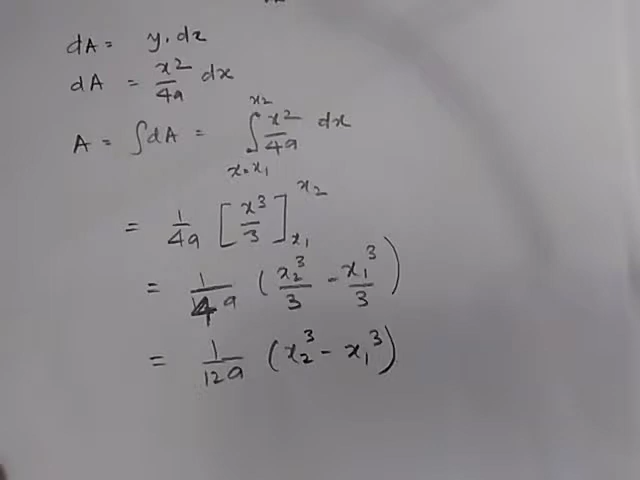 dA = y. dx
dA = x²/4a dx
A = ∫dA = ∫_{x=x₁}^{x₂} x²/4a dx
= 1/4a [x³/3]_{x₁}^{x₂}
= 1/4a (x₂³/3 - x₁³/3)
= 1/12a (x₂³ - x₁³)